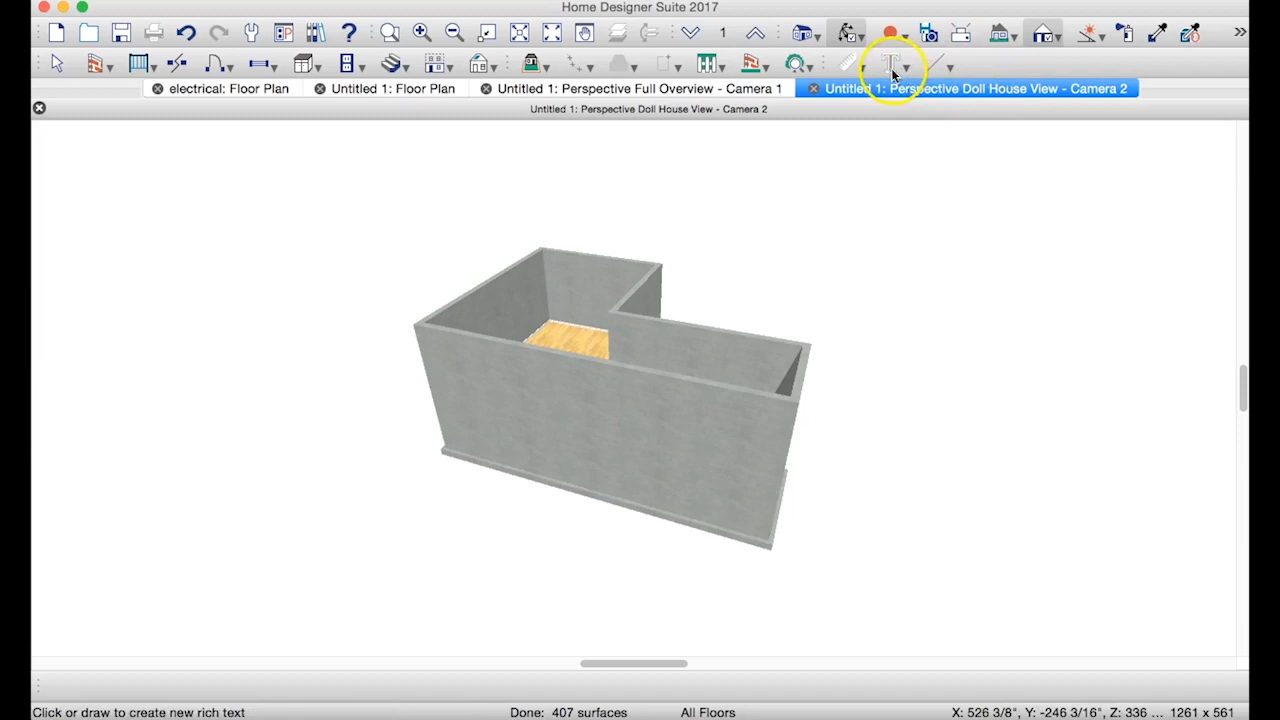 Home Designer Suite 2017
1
electrical: Floor Plan
Untitled 1: Floor Plan
Untitled 1: Perspective Full Overview - Camera 1
Untitled 1: Perspective Doll House View - Camera 2
Untitled 1: Perspective Doll House View - Camera 2
Click or draw to create new rich text
Done: 407 surfaces
All Floors
X: 526 3/8", Y: -246 3/16", Z: 336 ...
1261 x 561